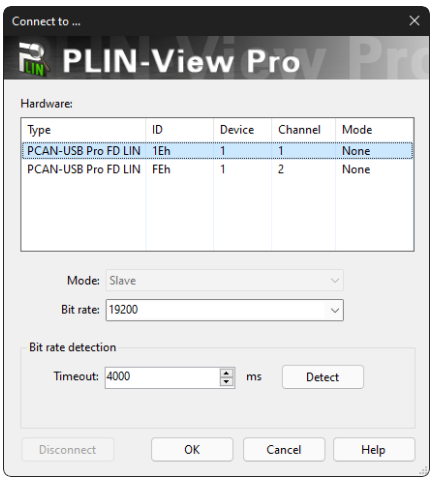 Connect to ...
PLIN-View Pro
Hardware:
Type ID Device Channel Mode
PCAN-USB Pro FD LIN 1Eh 1 1 None
PCAN-USB Pro FD LIN FEh 1 2 None
Mode: Slave
Bit rate: 19200
Bit rate detection
Timeout: 4000 ms Detect
Disconnect OK Cancel Help